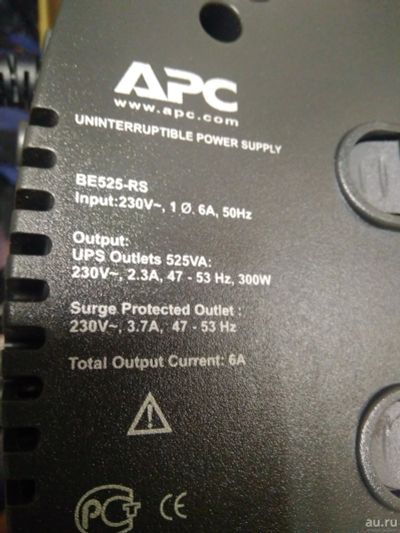 APC
www.apc.com
UNINTERRUPTIBLE POWER SUPPLY
BE525-RS
Input:230V~, 1 Ø, 6A, 50Hz
Output:
UPS Outlets 525VA:
230V~, 2.3A, 47 - 53 Hz, 300W
Surge Protected Outlet :
230V~, 3.7A, 47 - 53 Hz
Total Output Current: 6A
PCT CE
au.ru